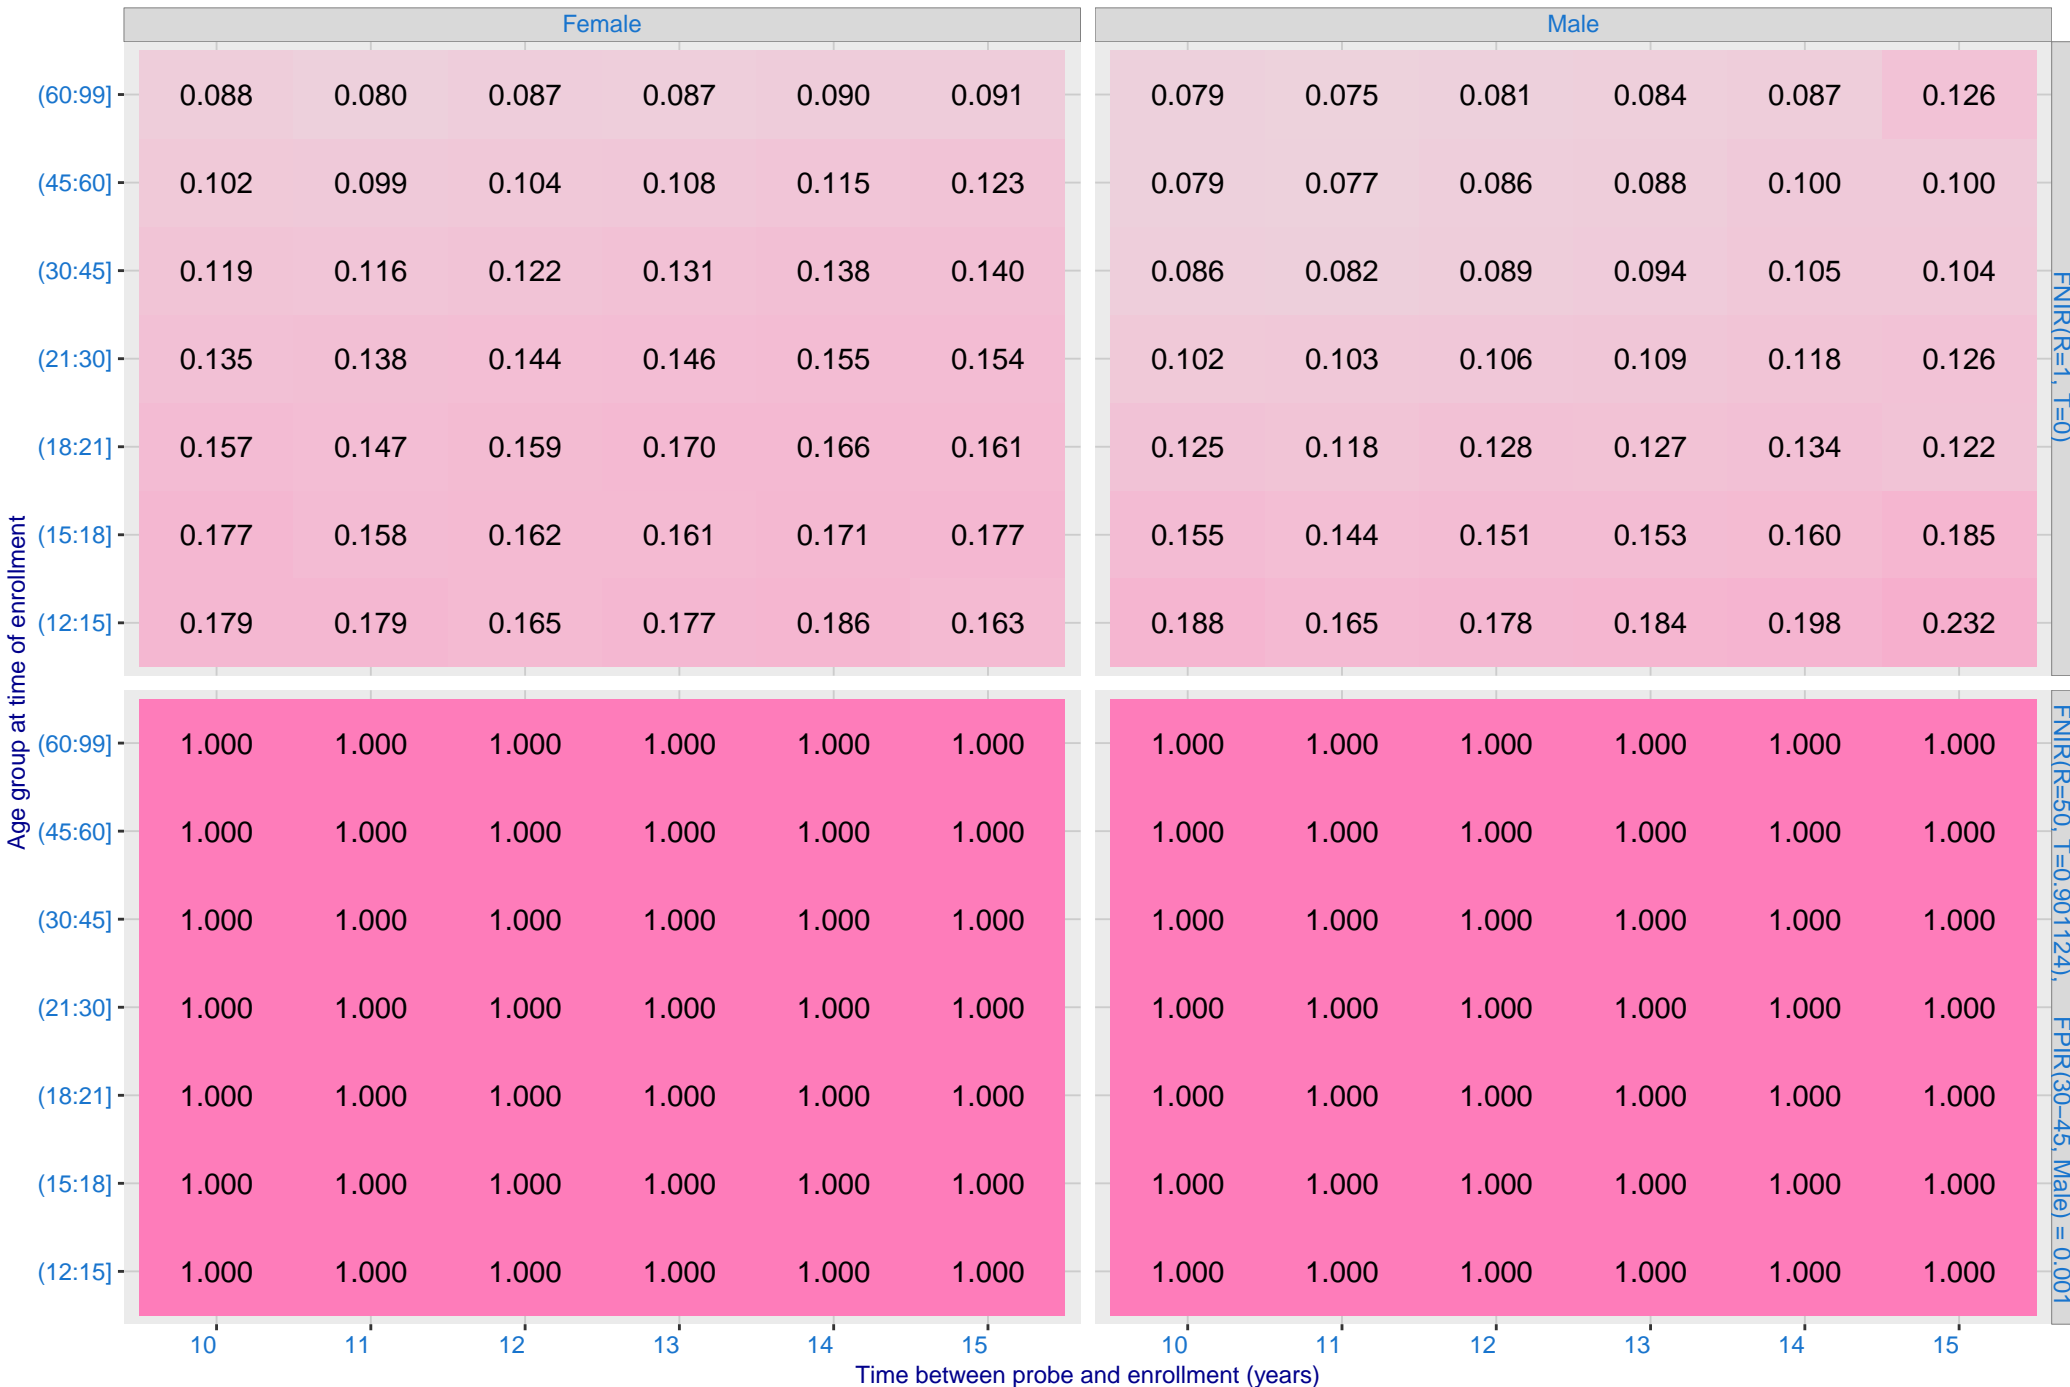 Female Male
(60:99] 0.088 0.080 0.087 0.087 0.090 0.091 0.079 0.075 0.081 0.084 0.087 0.126
(45:60] 0.102 0.099 0.104 0.108 0.115 0.123 0.079 0.077 0.086 0.088 0.100 0.100
(30:45] 0.119 0.116 0.122 0.131 0.138 0.140 0.086 0.082 0.089 0.094 0.105 0.104
(21:30] 0.135 0.138 0.144 0.146 0.155 0.154 0.102 0.103 0.106 0.109 0.118 0.126
(18:21] 0.157 0.147 0.159 0.170 0.166 0.161 0.125 0.118 0.128 0.127 0.134 0.122
(15:18] 0.177 0.158 0.162 0.161 0.171 0.177 0.155 0.144 0.151 0.153 0.160 0.185
(12:15] 0.179 0.179 0.165 0.177 0.186 0.163 0.188 0.165 0.178 0.184 0.198 0.232
FNIR(R=1, T=0)
(60:99] 1.000 1.000 1.000 1.000 1.000 1.000 1.000 1.000 1.000 1.000 1.000 1.000
(45:60] 1.000 1.000 1.000 1.000 1.000 1.000 1.000 1.000 1.000 1.000 1.000 1.000
(30:45] 1.000 1.000 1.000 1.000 1.000 1.000 1.000 1.000 1.000 1.000 1.000 1.000
(21:30] 1.000 1.000 1.000 1.000 1.000 1.000 1.000 1.000 1.000 1.000 1.000 1.000
(18:21] 1.000 1.000 1.000 1.000 1.000 1.000 1.000 1.000 1.000 1.000 1.000 1.000
(15:18] 1.000 1.000 1.000 1.000 1.000 1.000 1.000 1.000 1.000 1.000 1.000 1.000
(12:15] 1.000 1.000 1.000 1.000 1.000 1.000 1.000 1.000 1.000 1.000 1.000 1.000
FNIR(R=50, T=0.901124), FPIR(30−45, Male) = 0.001
10 11 12 13 14 15 10 11 12 13 14 15
Time between probe and enrollment (years)
Age group at time of enrollment